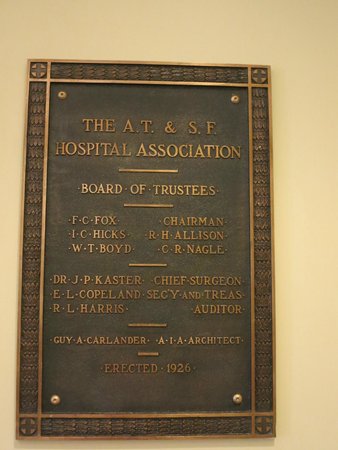 THE A.T. & S.F.
HOSPITAL ASSOCIATION
·BOARD OF TRUSTEES·
·F·C·FOX· CHAIRMAN·
·I·C·HICKS· R·H·ALLISON·
·W·T·BOYD· C·R·NAGLE·
·DR·J·P·KASTER· CHIEF·SURGEON·
E·L·COPELAND SEC'Y AND TREAS·
R·L·HARRIS· AUDITOR·
·GUY·A·CARLANDER· A·I·A·ARCHITECT·
·ERECTED 1926·